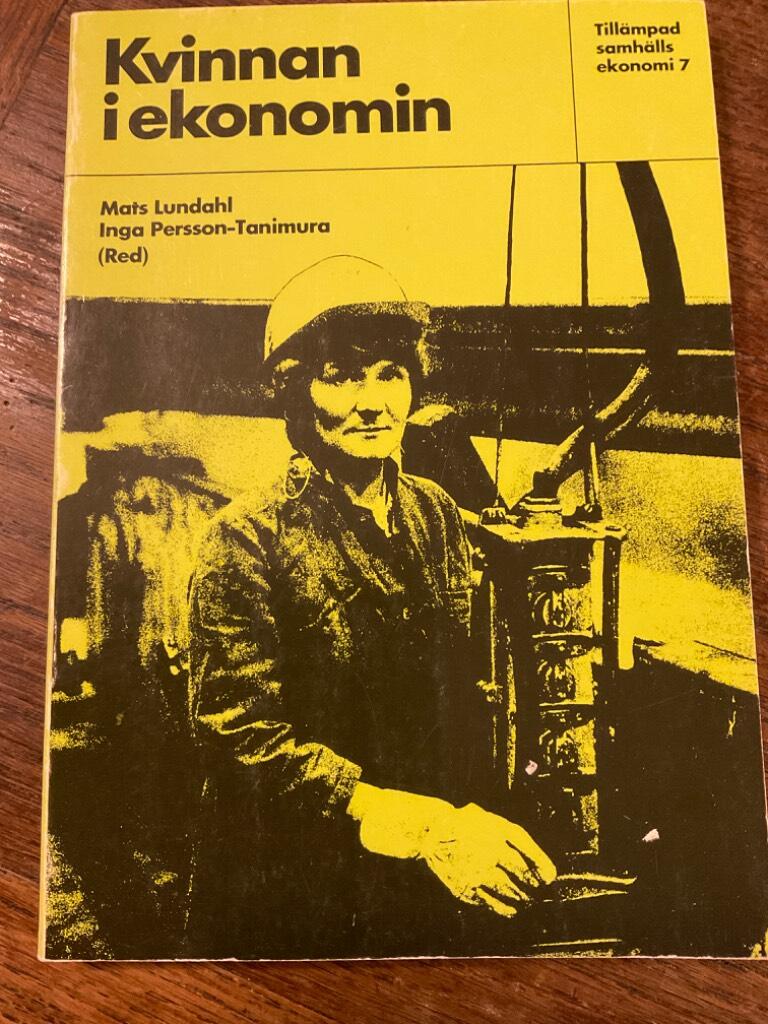 Kvinnan
i ekonomin
Tillämpad
samhälls
ekonomi 7
Mats Lundahl
Inga Persson-Tanimura
(Red)